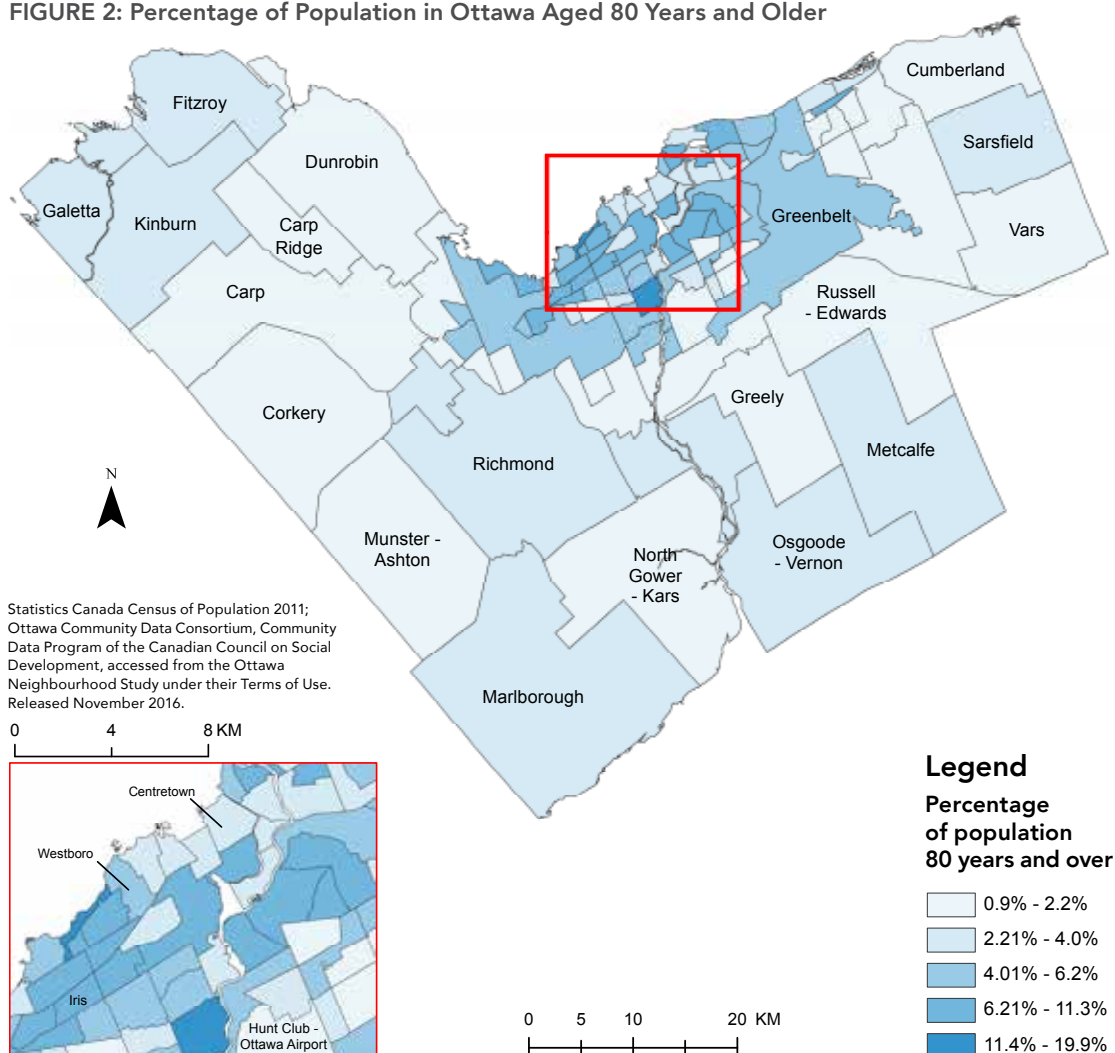 FIGURE 2: Percentage of Population in Ottawa Aged 80 Years and Older
Cumberland
Fitzroy
Sarsfield
Dunrobin
Galetta
Kinburn
Carp
Ridge
Greenbelt
Vars
Carp
Russell
- Edwards
Corkery
Greely
Richmond
Metcalfe
N
Munster -
Ashton
North
Gower
- Kars
Osgoode
- Vernon
Statistics Canada Census of Population 2011;
Ottawa Community Data Consortium, Community
Data Program of the Canadian Council on Social
Development, accessed from the Ottawa
Neighbourhood Study under their Terms of Use.
Released November 2016.
Marlborough
0 4 8 KM
Centretown
Westboro
Iris
Hunt Club -
Ottawa Airport
0 5 10 20 KM
Legend
Percentage
of population
80 years and over
0.9% - 2.2%
2.21% - 4.0%
4.01% - 6.2%
6.21% - 11.3%
11.4% - 19.9%